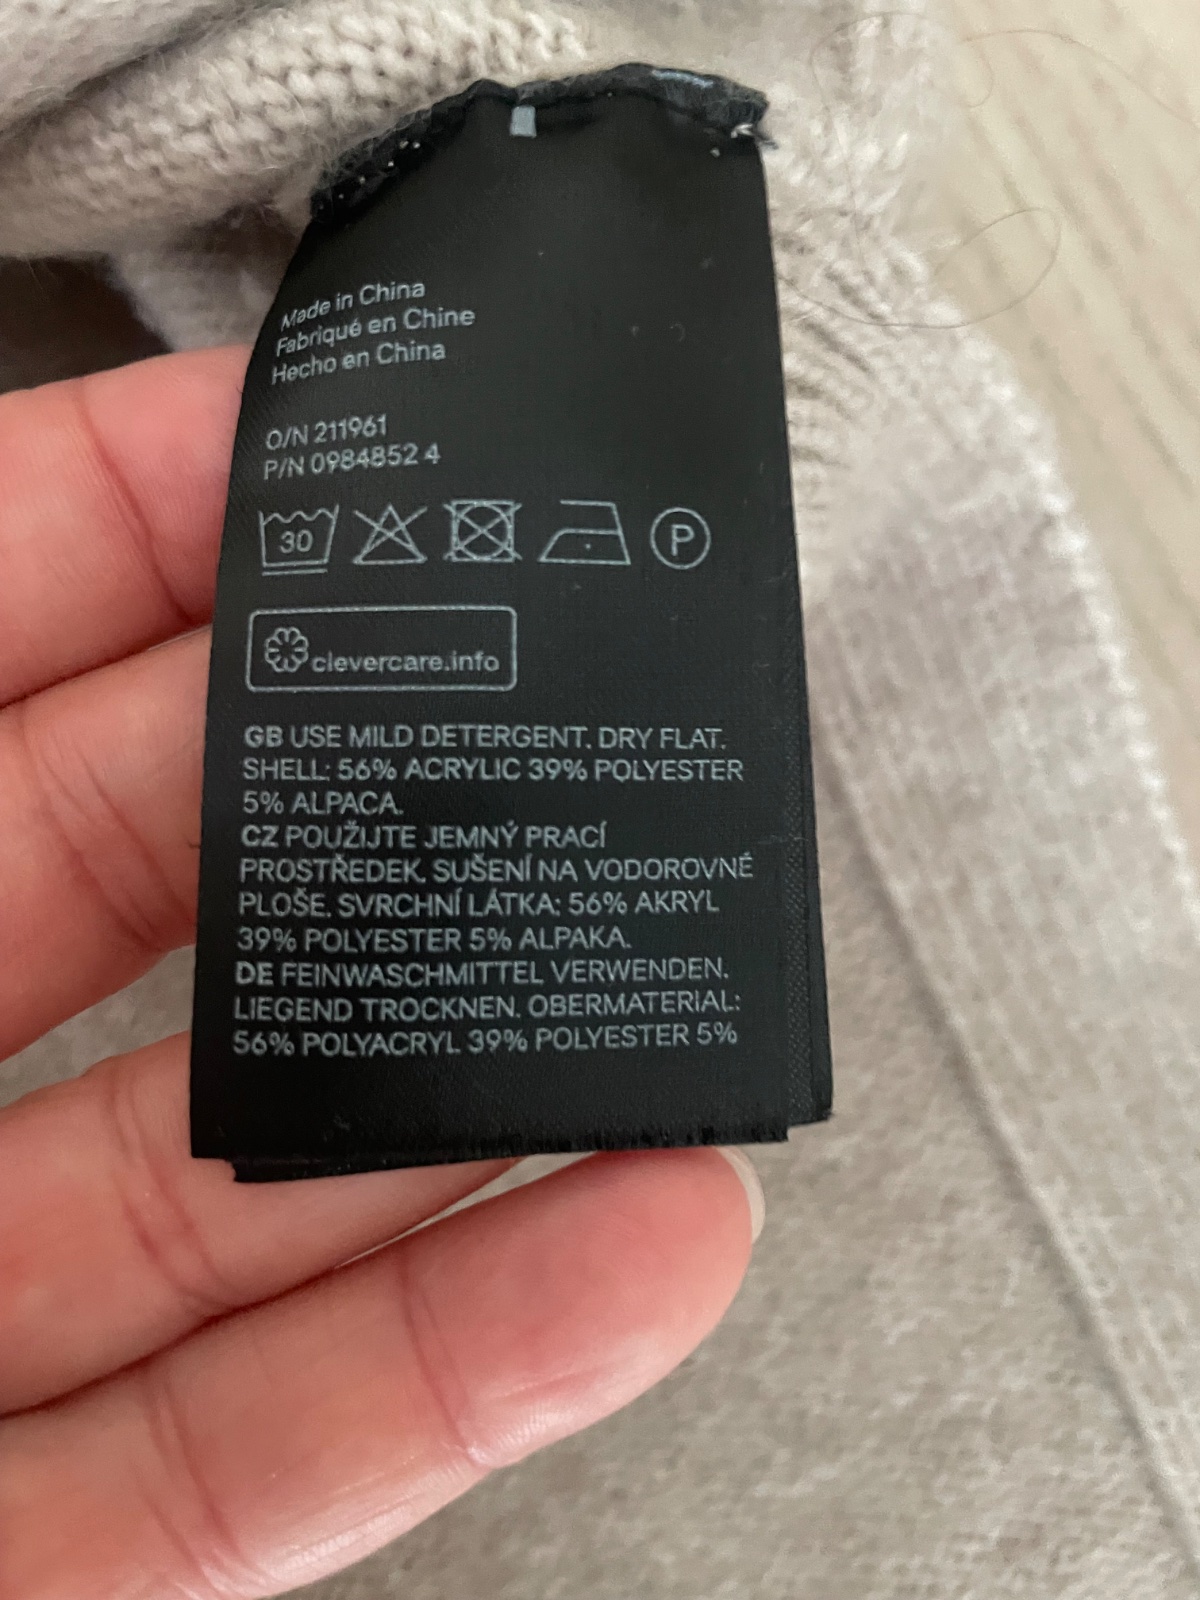 Made in China
Fabriqué en Chine
Hecho en China
O/N 211961
P/N 0984852 4
30
P
clevercare.info
GB USE MILD DETERGENT. DRY FLAT.
SHELL: 56% ACRYLIC 39% POLYESTER
5% ALPACA.
CZ POUŽIJTE JEMNÝ PRACÍ
PROSTŘEDEK. SUŠENÍ NA VODOROVNÉ
PLOŠE. SVRCHNÍ LÁTKA: 56% AKRYL
39% POLYESTER 5% ALPAKA.
DE FEINWASCHMITTEL VERWENDEN.
LIEGEND TROCKNEN. OBERMATERIAL:
56% POLYACRYL 39% POLYESTER 5%